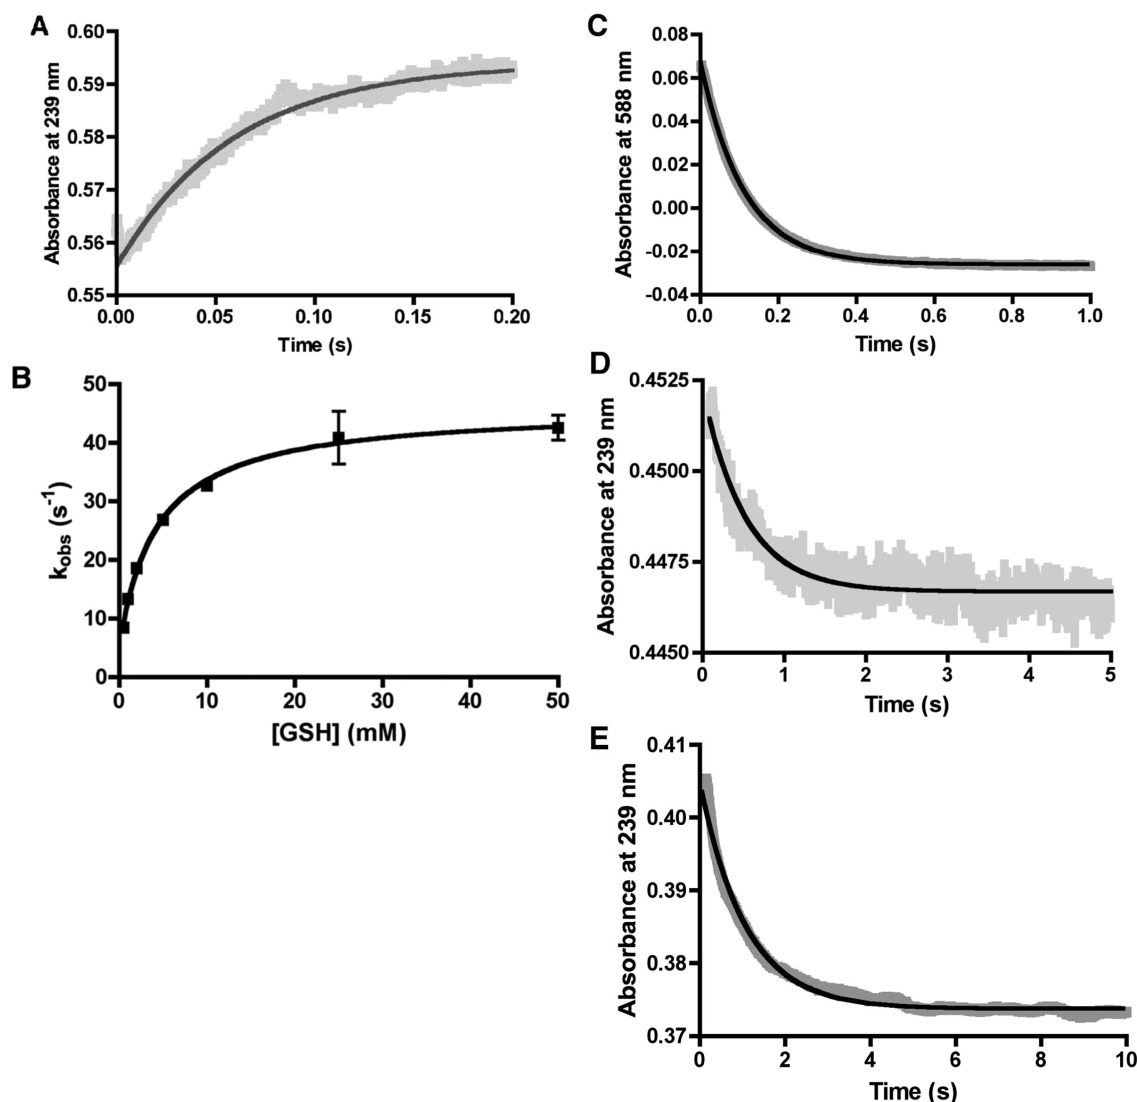 A
Absorbance at 239 nm
0.60
0.59
0.58
0.57
0.56
0.55
0.00 0.05 0.10 0.15 0.20
Time (s)
B
k_obs (s⁻¹)
50
40
30
20
10
0
0 10 20 30 40 50
[GSH] (mM)
C
Absorbance at 588 nm
0.08
0.06
0.04
0.02
0.00
-0.02
-0.04
0.0 0.2 0.4 0.6 0.8 1.0
Time (s)
D
Absorbance at 239 nm
0.4525
0.4500
0.4475
0.4450
0 1 2 3 4 5
Time (s)
E
Absorbance at 239 nm
0.41
0.40
0.39
0.38
0.37
0 2 4 6 8 10
Time (s)